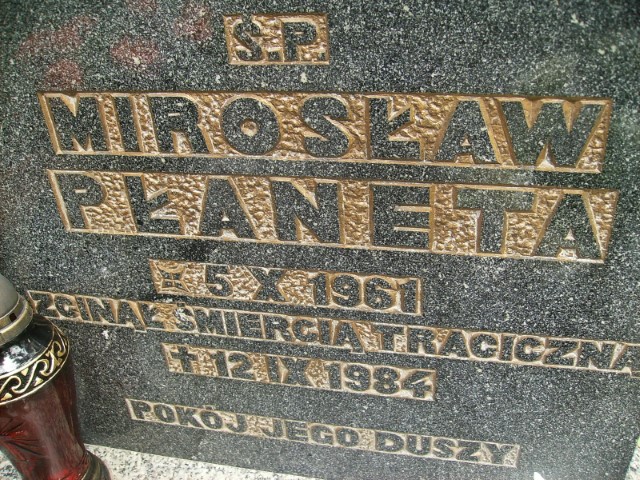 Ś.P.
MIROSŁAW
PŁANETA
* 5 X 1961
ZGINĄŁ ŚMIERCIĄ TRAGICZNĄ
✝ 12 IX 1984
POKÓJ JEGO DUSZY